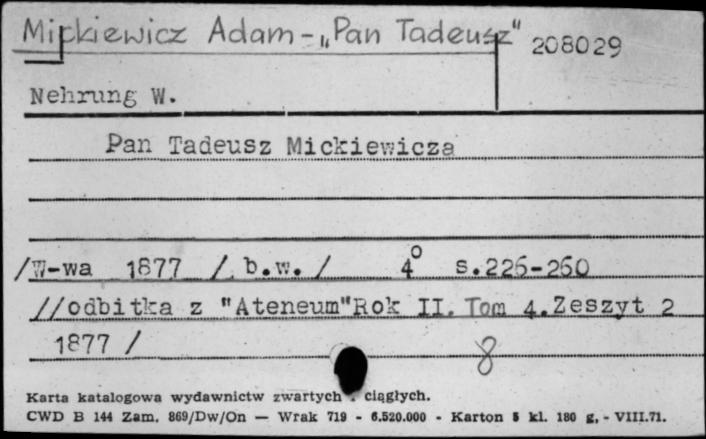 Mickiewicz Adam - „Pan Tadeusz" 208029
Nehrung W.
Pan Tadeusz Mickiewicza
/W-wa 1877 /, b.w. / 4° s.226-260
//odbitka z "Ateneum"Rok II. Tom 4.Zeszyt 2
1877 /
8
Karta katalogowa wydawnictw zwartych ciągłych.
CWD B 144 Zam. 869/Dw/On — Wrak 719 - 6.520.000 - Karton 5 kl. 180 g. - VIII.71.